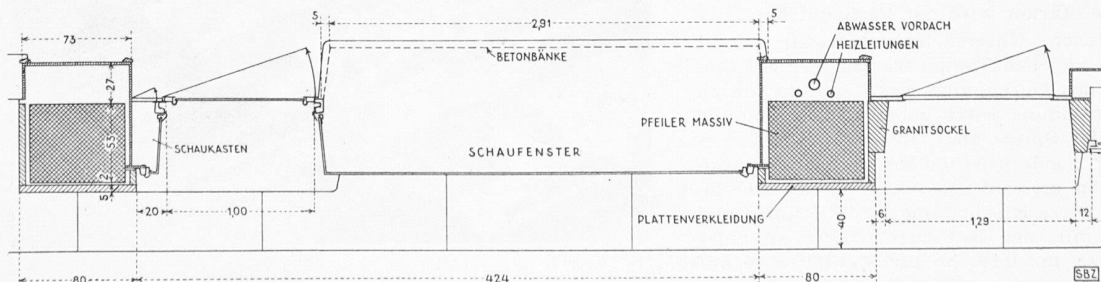 5
2,91
5
73
ABWASSER VORDACH
HEIZLEITUNGEN
BETONBÄNKE
27
PFEILER MASSIV
GRANITSOCKEL
53
SCHAUKASTEN
SCHAUFENSTER
2
5
20
1,00
PLATTENVERKLEIDUNG
40
6
1,29
12
80
424
80
SBZ